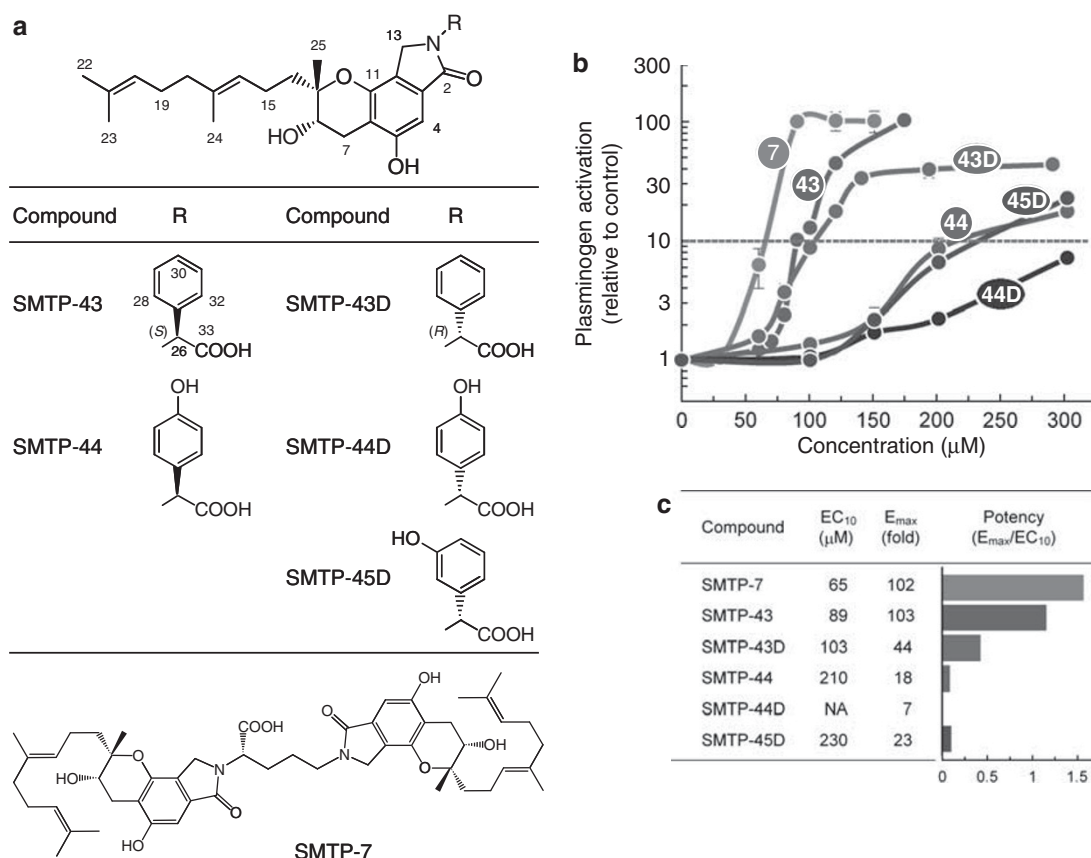 a
R
13
N
O
25
11
O
2
22
23
19
24
15
HO
7
4
OH
Compound R Compound R
SMTP-43
30
28 32
(S) 33
26 COOH
SMTP-43D
(R)
COOH
SMTP-44
OH
COOH
SMTP-44D
OH
COOH
SMTP-45D
HO
COOH
OH
COOH
O
N
O
HO
N
O
HO
O
OH
SMTP-7
b
Plasminogen activation
(relative to control)
300
100
30
10
3
1
7
43
43D
45D
44
44D
0 50 100 150 200 250 300
Concentration (μM)
c
Compound EC10 (μM) Emax (fold) Potency (Emax/EC10)
SMTP-7 65 102
SMTP-43 89 103
SMTP-43D 103 44
SMTP-44 210 18
SMTP-44D NA 7
SMTP-45D 230 23
0 0.5 1 1.5